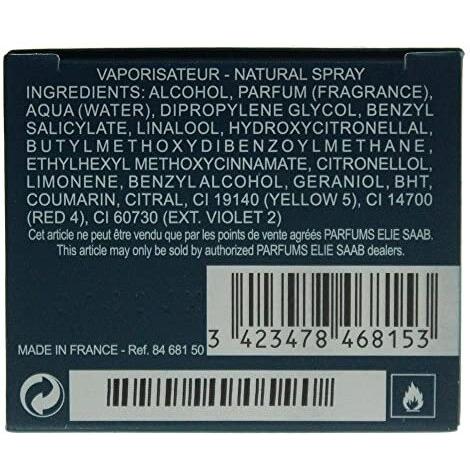 VAPORISATEUR - NATURAL SPRAY
INGREDIENTS: ALCOHOL, PARFUM (FRAGRANCE),
AQUA (WATER), DIPROPYLENE GLYCOL, BENZYL
SALICYLATE, LINALOOL, HYDROXYCITRONELLAL,
BUTYLMETHOXYDIBENZOYLMETHANE,
ETHYLHEXYL METHOXYCINNAMATE, CITRONELLOL,
LIMONENE, BENZYL ALCOHOL, GERANIOL, BHT,
COUMARIN, CITRAL, CI 19140 (YELLOW 5), CI 14700
(RED 4), CI 60730 (EXT. VIOLET 2)
Cet article ne peut être vendu que par les points de vente agréés PARFUMS ELIE SAAB.
This article may only be sold by authorized PARFUMS ELIE SAAB dealers.
3 423478 468153
MADE IN FRANCE - Ref. 84 681 50